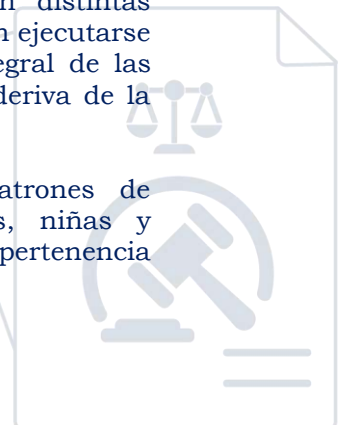 distintas
ejecutarse
egral de las
deriva de la
atrones de
s, niñas y
pertenencia